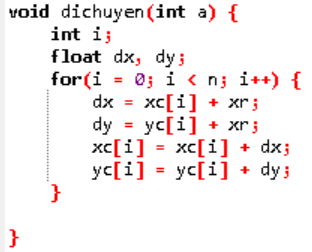 void dichuyen(int a) {
int i;
float dx, dy;
for(i = 0; i < n; i++) {
dx = xc[i] + xr;
dy = yc[i] + xr;
xc[i] = xc[i] + dx;
yc[i] = yc[i] + dy;
}
}